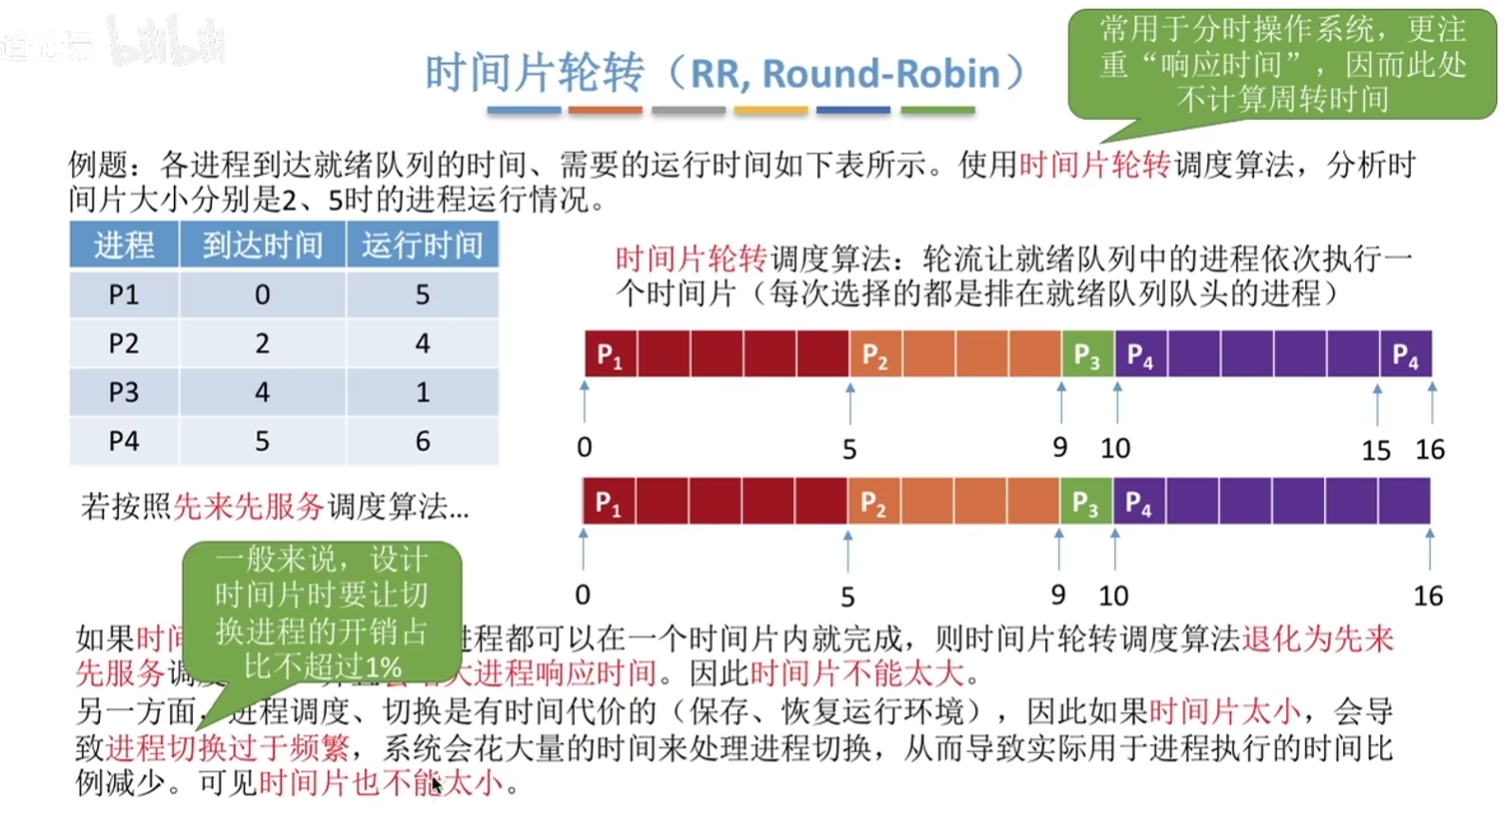 道论坛 bilibili
时间片轮转（RR, Round-Robin）
常用于分时操作系统，更注
重“响应时间”，因而此处
不计算周转时间
例题：各进程到达就绪队列的时间、需要的运行时间如下表所示。使用时间片轮转调度算法，分析时
间片大小分别是2、5时的进程运行情况。
进程 到达时间 运行时间
P1 0 5
P2 2 4
P3 4 1
P4 5 6
时间片轮转调度算法：轮流让就绪队列中的进程依次执行一
个时间片（每次选择的都是排在就绪队列队头的进程）
P1 P2 P3 P4 P4
0 5 9 10 15 16
若按照先来先服务调度算法...
P1 P2 P3 P4
0 5 9 10 16
一般来说，设计
时间片时要让切
换进程的开销占
比不超过1%
如果时间 进程都可以在一个时间片内就完成，则时间片轮转调度算法退化为先来
先服务调度 大进程响应时间。因此时间片不能太大。
另一方面，进程调度、切换是有时间代价的（保存、恢复运行环境），因此如果时间片太小，会导
致进程切换过于频繁，系统会花大量的时间来处理进程切换，从而导致实际用于进程执行的时间比
例减少。可见时间片也不能太小。